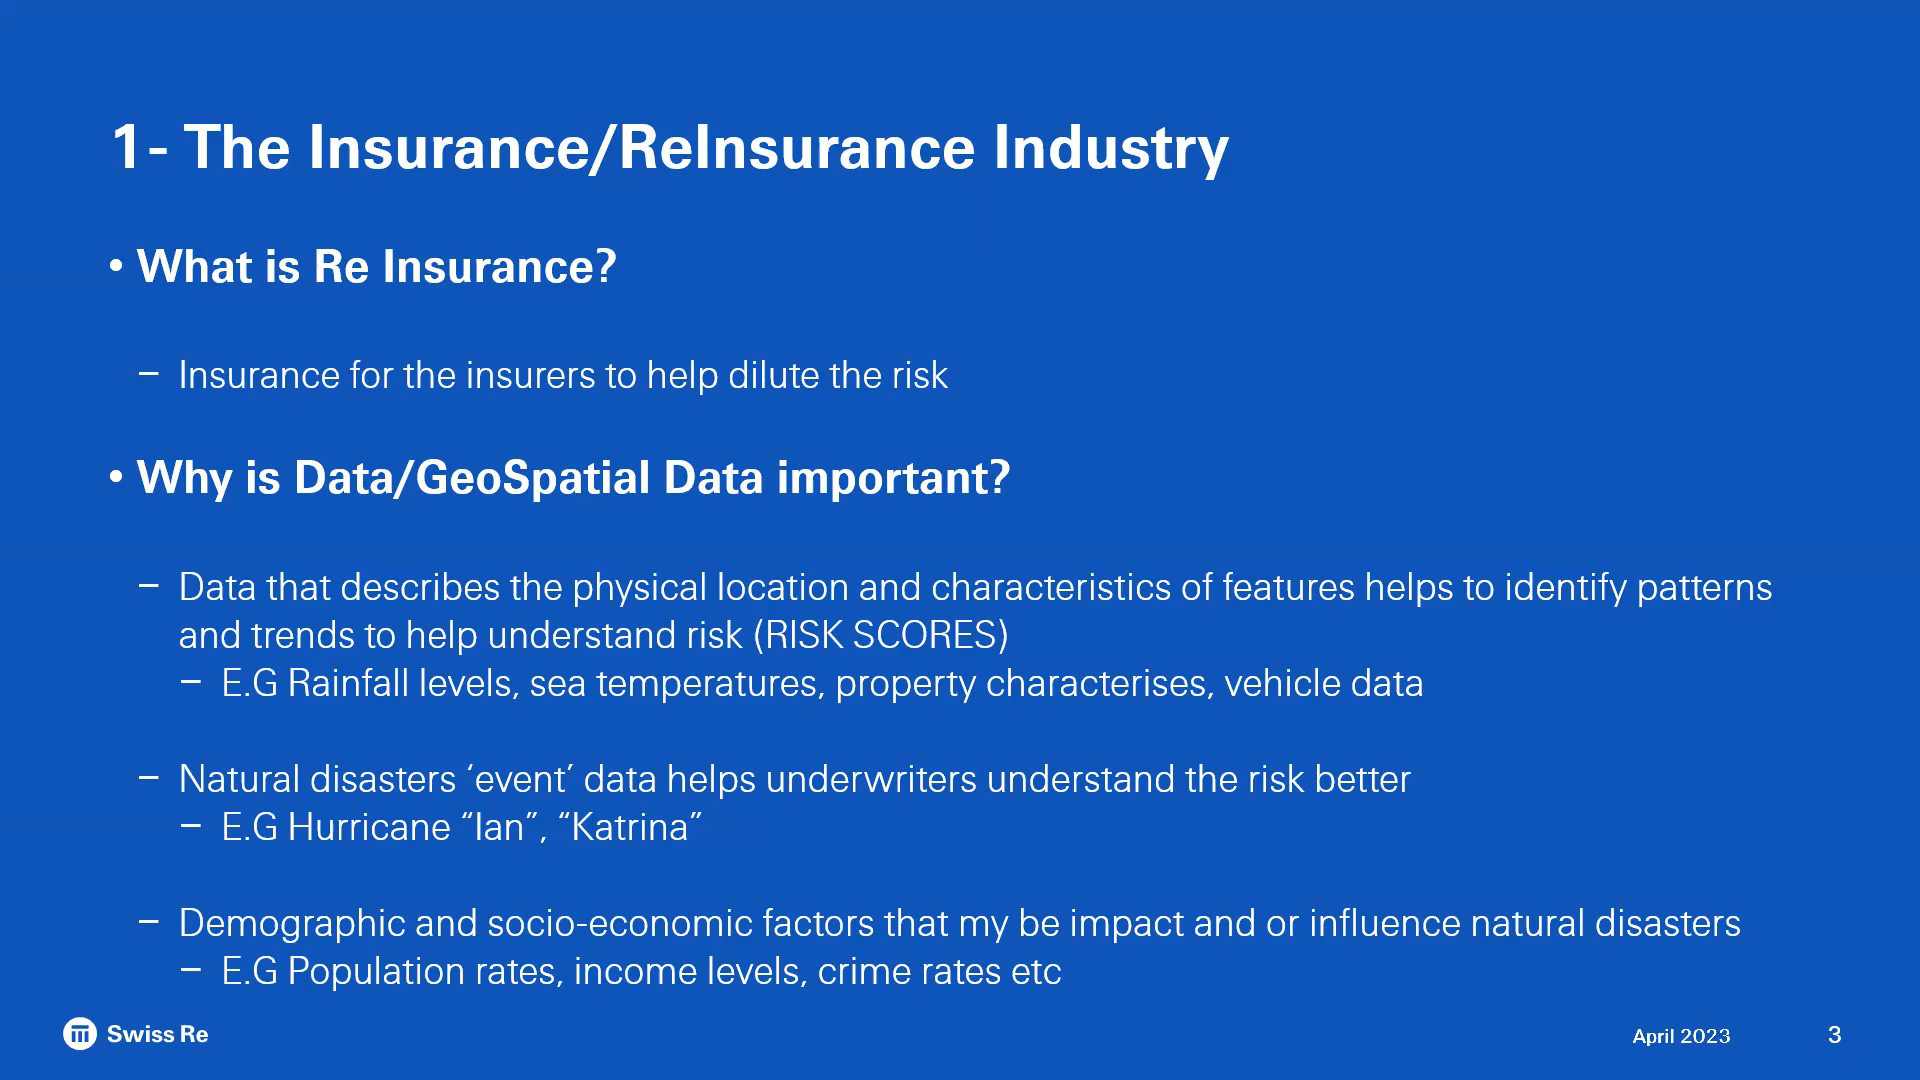 1- The Insurance/ReInsurance Industry
• What is Re Insurance?
– Insurance for the insurers to help dilute the risk
• Why is Data/GeoSpatial Data important?
– Data that describes the physical location and characteristics of features helps to identify patterns
and trends to help understand risk (RISK SCORES)
– E.G Rainfall levels, sea temperatures, property characterises, vehicle data
– Natural disasters ‘event’ data helps underwriters understand the risk better
– E.G Hurricane “Ian”, “Katrina”
– Demographic and socio-economic factors that my be impact and or influence natural disasters
– E.G Population rates, income levels, crime rates etc
Swiss Re
April 2023
3